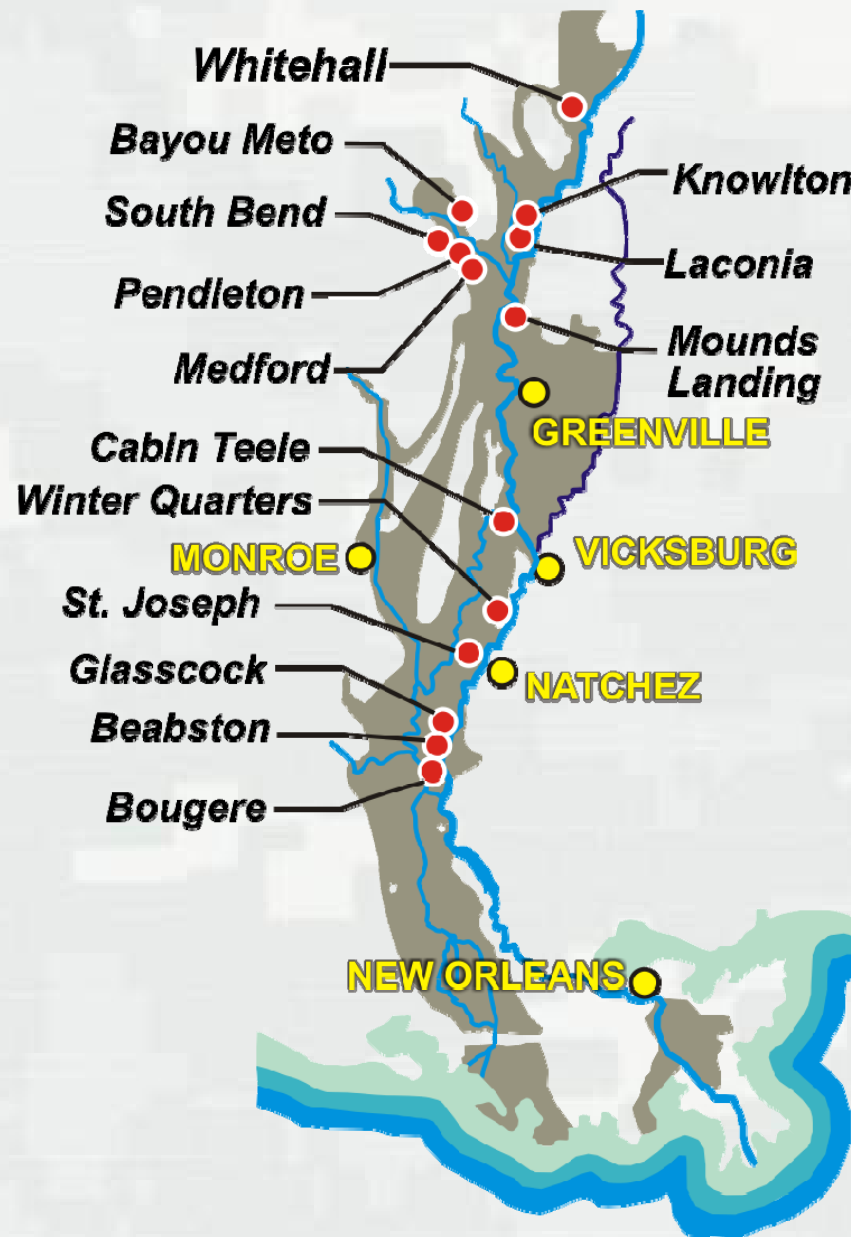 Whitehall
Bayou Meto
Knowlton
South Bend
Laconia
Pendleton
Mounds
Landing
Medford
GREENVILLE
Cabin Teele
Winter Quarters
MONROE
VICKSBURG
St. Joseph
Glasscock
NATCHEZ
Beabston
Bougere
NEW ORLEANS